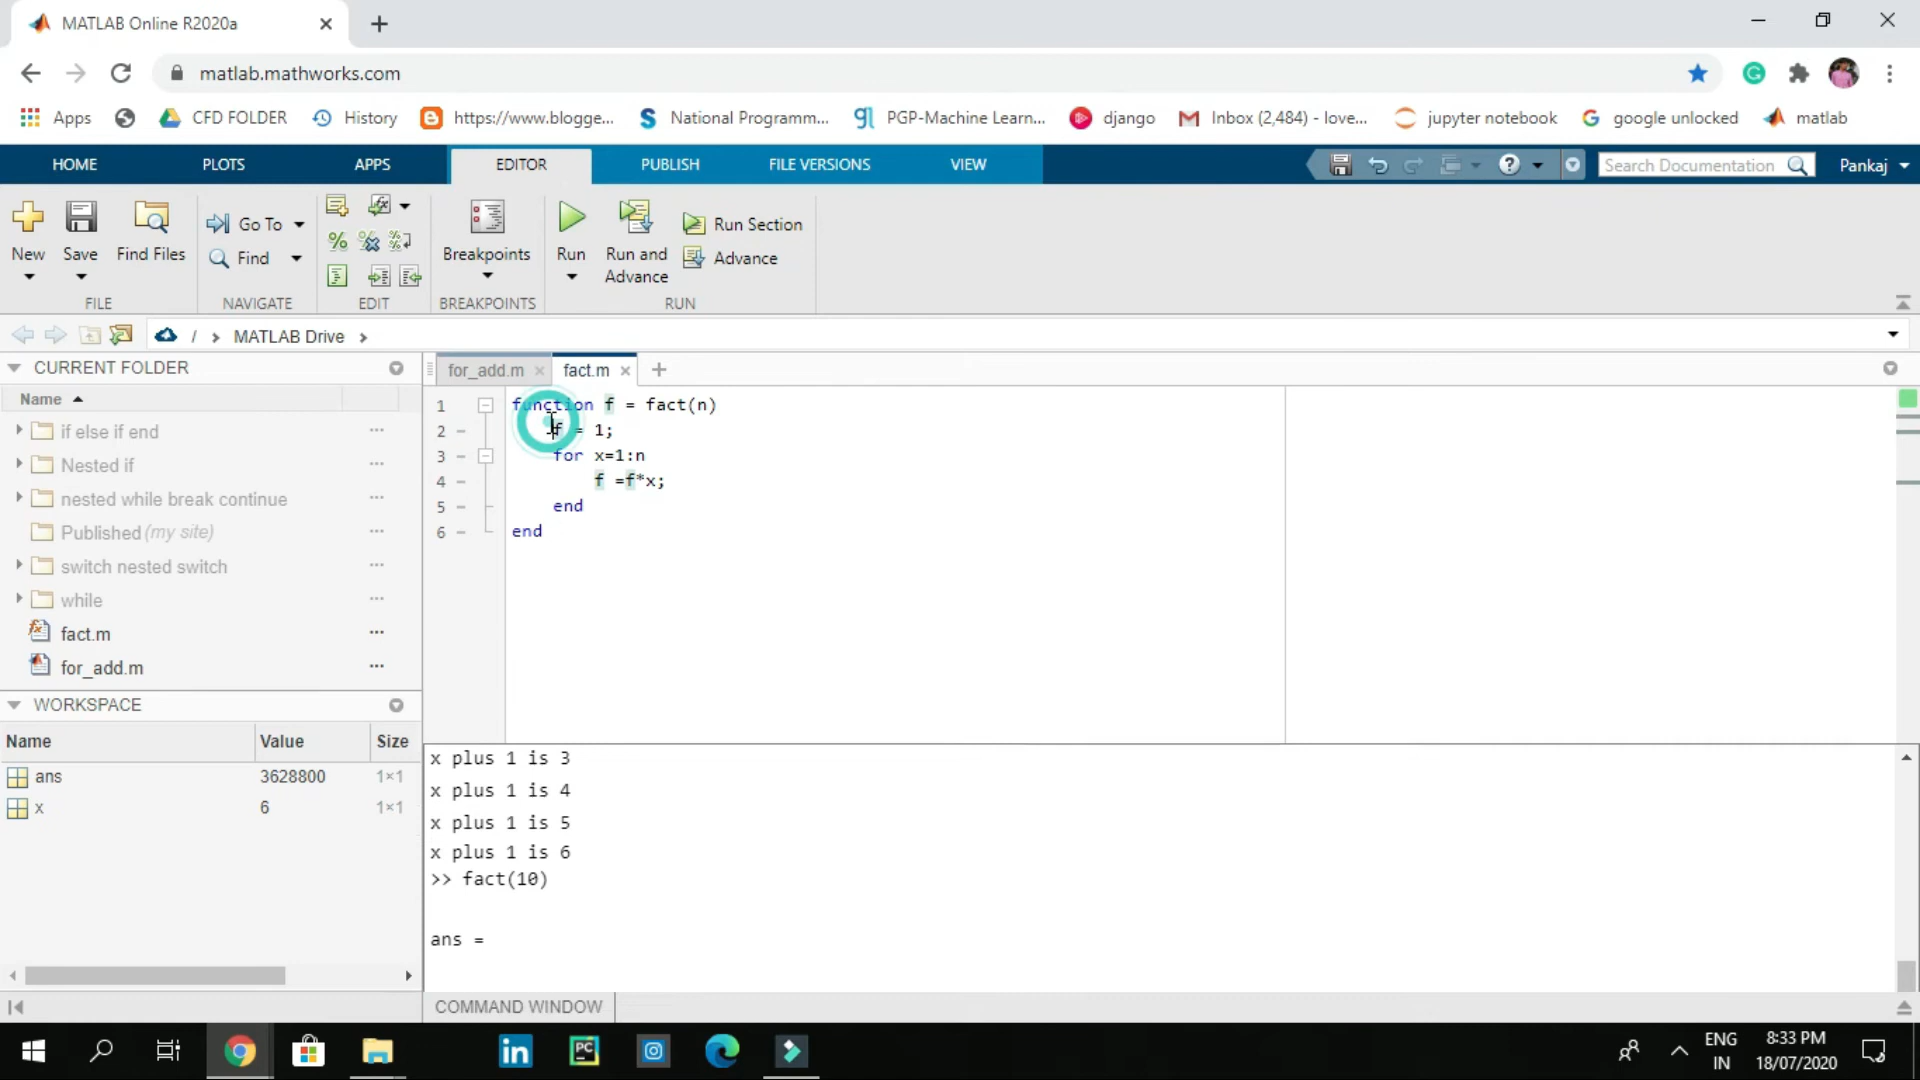 MATLAB Online R2020a
matlab.mathworks.com
Apps
CFD FOLDER
History
https://www.blogge...
National Programm...
PGP-Machine Learn...
django
Inbox (2,484) - love...
jupyter notebook
google unlocked
matlab
HOME
PLOTS
APPS
EDITOR
PUBLISH
FILE VERSIONS
VIEW
Search Documentation
Pankaj
New
Save
Find Files
Go To
Find
Breakpoints
Run
Run and
Advance
Run Section
Advance
FILE
NAVIGATE
EDIT
BREAKPOINTS
RUN
/ > MATLAB Drive >
CURRENT FOLDER
Name
if else if end
Nested if
nested while break continue
Published (my site)
switch nested switch
while
fact.m
for_add.m
WORKSPACE
Name Value Size
ans 3628800 1×1
x 6 1×1
for_add.m
fact.m
1 function f = fact(n)
2 f = 1;
3 for x=1:n
4 f =f*x;
5 end
6 end
x plus 1 is 3
x plus 1 is 4
x plus 1 is 5
x plus 1 is 6
>> fact(10)
ans =
COMMAND WINDOW
ENG
IN
8:33 PM
18/07/2020